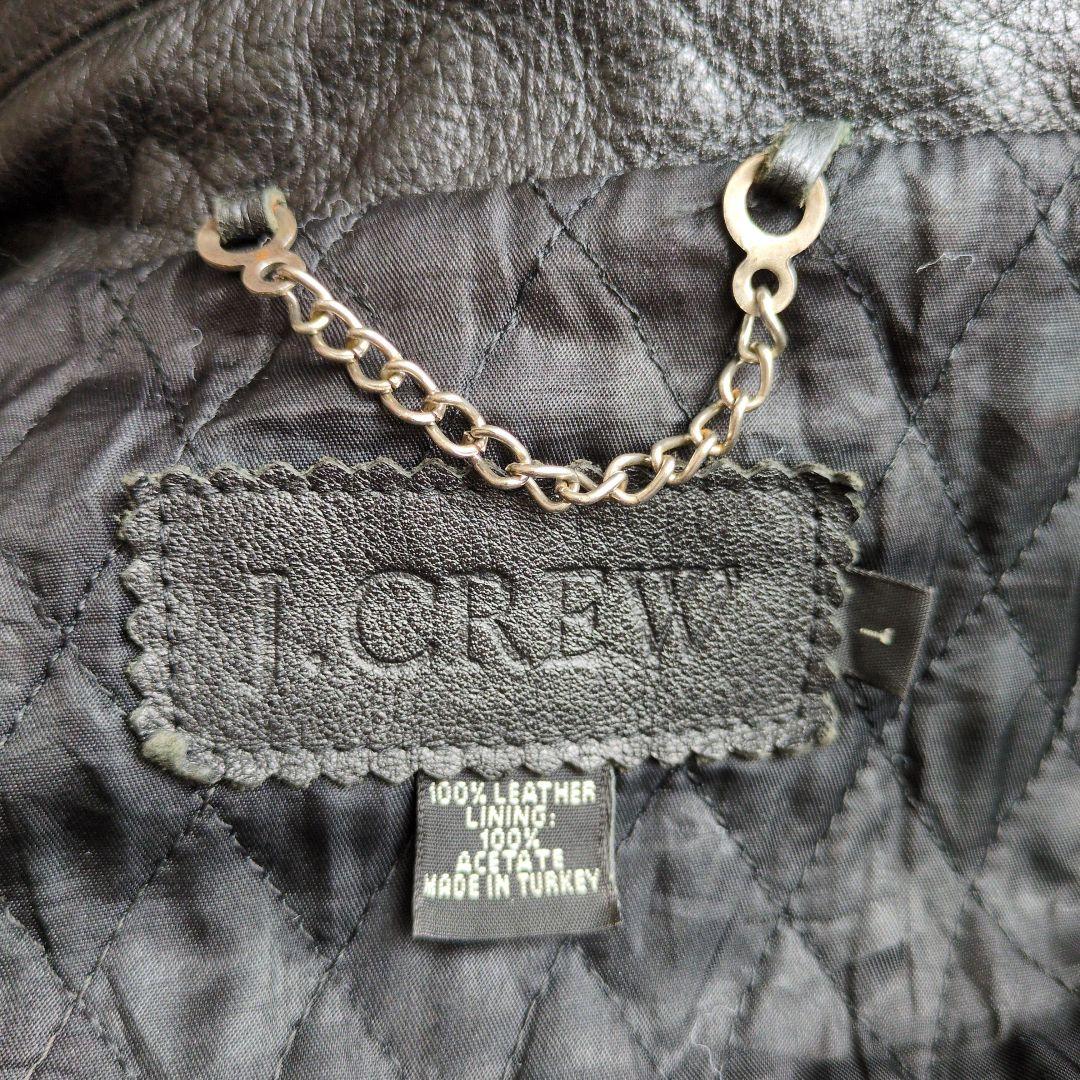 J.CREW
100% LEATHER
LINING:
100%
ACETATE
MADE IN TURKEY